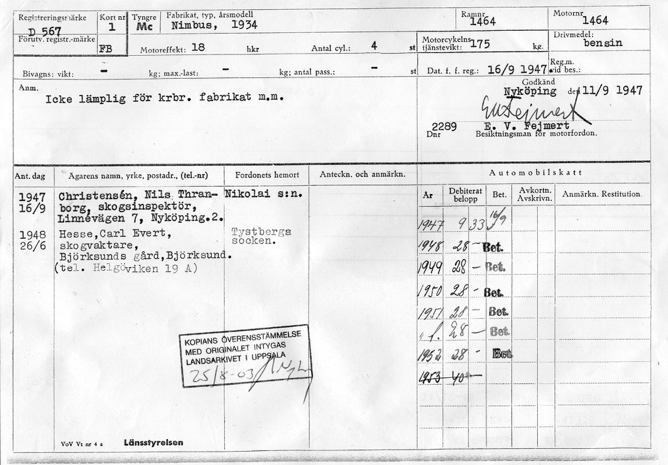 Registreringsmärke Kort nr Tyngre Fabrikat, typ, årsmodell Ramnr Motornr
D 567 1 Mc Nimbus, 1934 1464 1464
Förutv. registr.-märke FB Motoreffekt: 18 hkr Antal cyl.: 4 st Motorcykelns tjänstevikt: 175 kg. Drivmedel: bensin
Bivagns: vikt: - kg; max.-last: - kg; antal pass.: - st Dat. f. f. reg.: 16/9 1947. Reg.m. vid bes.:
Anm. Godkänd
Icke lämplig för krbr. fabrikat m.m. Nyköping den 11/9 1947
2289 E. V. Fejmert
Dnr Besiktningsman för motorfordon.
Ant. dag Ägarens namn, yrke, postadr., (tel.-nr) Fordonets hemort Anteckn. och anmärkn. Automobilskatt
År Debiterat belopp Bet. Avkortn. Avskrivn. Anmärkn. Restitution.
1947 Christensén, Nils Thran- Nikolai s:n.
16/9 borg, skogsinspektör,
Linnévägen 7, Nyköping.2.
1947 9 33 16/9
1948 Hesse, Carl Evert, Tystberga
26/6 skogvaktare, socken.
Björksunds gård, Björksund.
(tel. Helgöviken 19 A)
1948 28 - Bet.
1949 28 - Bet.
1950 28 - Bet.
1951 28 - Bet.
" f. 28 - Bet.
1952 28 - Bet.
1953 40 -
KOPIANS ÖVERENSSTÄMMELSE
MED ORIGINALET INTYGAS
LANDSARKIVET I UPPSALA
25/8-03
VoV Vt nr 4 a Länsstyrelsen